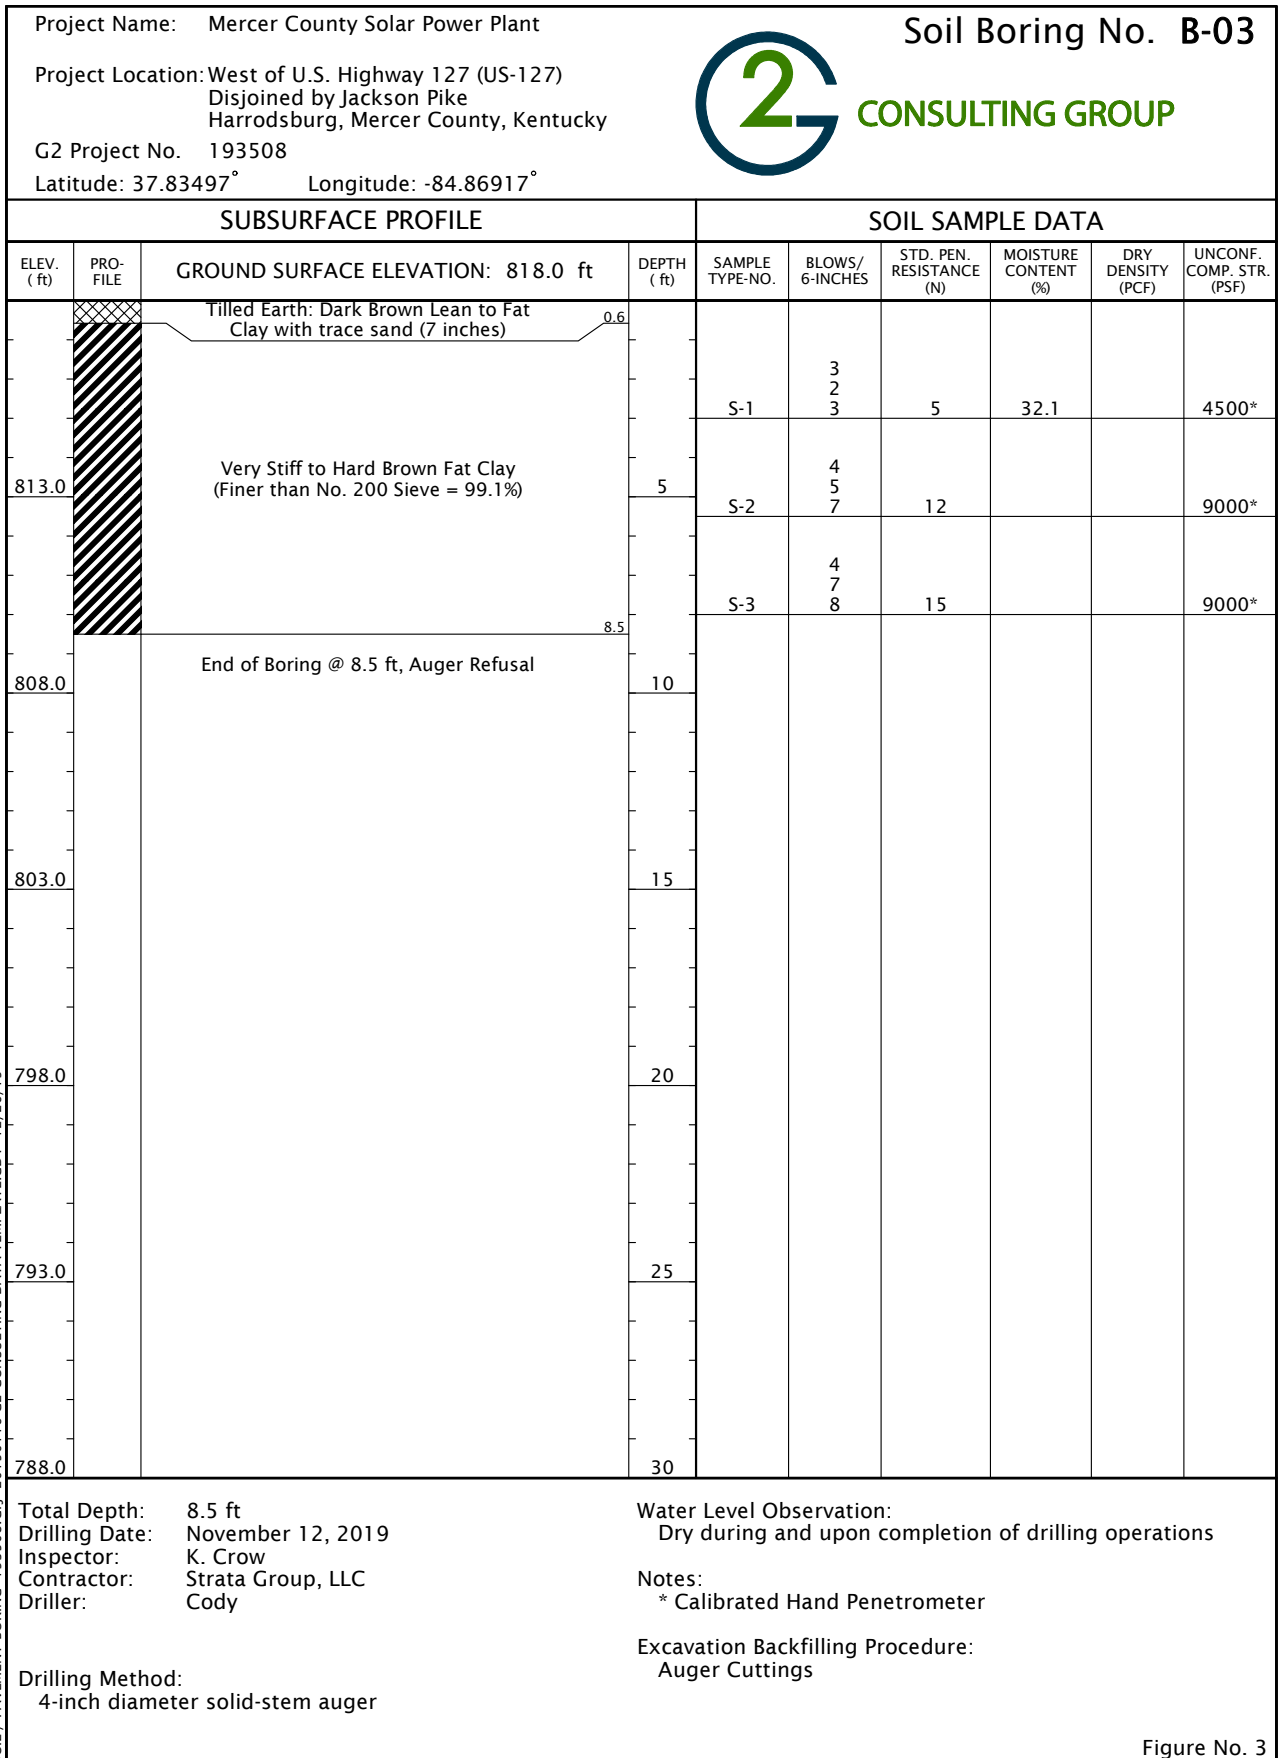 Project Name: Mercer County Solar Power Plant
Project Location: West of U.S. Highway 127 (US-127)
Disjoined by Jackson Pike
Harrodsburg, Mercer County, Kentucky
G2 Project No. 193508
Latitude: 37.83497° Longitude: -84.86917°
G2 CONSULTING GROUP
Soil Boring No. B-03
SUBSURFACE PROFILE
SOIL SAMPLE DATA
ELEV. ( ft)
PRO-FILE
GROUND SURFACE ELEVATION: 818.0 ft
DEPTH ( ft)
SAMPLE TYPE-NO.
BLOWS/ 6-INCHES
STD. PEN. RESISTANCE (N)
MOISTURE CONTENT (%)
DRY DENSITY (PCF)
UNCONF. COMP. STR. (PSF)
Tilled Earth: Dark Brown Lean to Fat
Clay with trace sand (7 inches)
0.6
3
2
S-1 3 5 32.1 4500*
Very Stiff to Hard Brown Fat Clay
(Finer than No. 200 Sieve = 99.1%)
813.0
5
4
5
S-2 7 12 9000*
4
7
S-3 8 15 9000*
8.5
End of Boring @ 8.5 ft, Auger Refusal
808.0 10
803.0 15
798.0 20
793.0 25
788.0 30
Total Depth: 8.5 ft
Drilling Date: November 12, 2019
Inspector: K. Crow
Contractor: Strata Group, LLC
Driller: Cody
Drilling Method:
4-inch diameter solid-stem auger
Water Level Observation:
Dry during and upon completion of drilling operations
Notes:
* Calibrated Hand Penetrometer
Excavation Backfilling Procedure:
Auger Cuttings
Figure No. 3